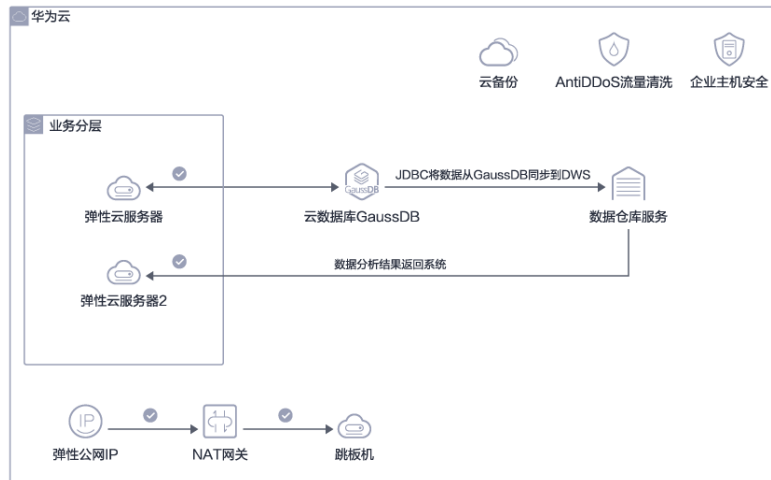 华为云
云备份
AntiDDoS流量清洗
企业主机安全
业务分层
GaussDB
JDBC将数据从GaussDB同步到DWS
弹性云服务器
云数据库GaussDB
数据仓库服务
数据分析结果返回系统
弹性云服务器2
IP
弹性公网IP
NAT网关
跳板机